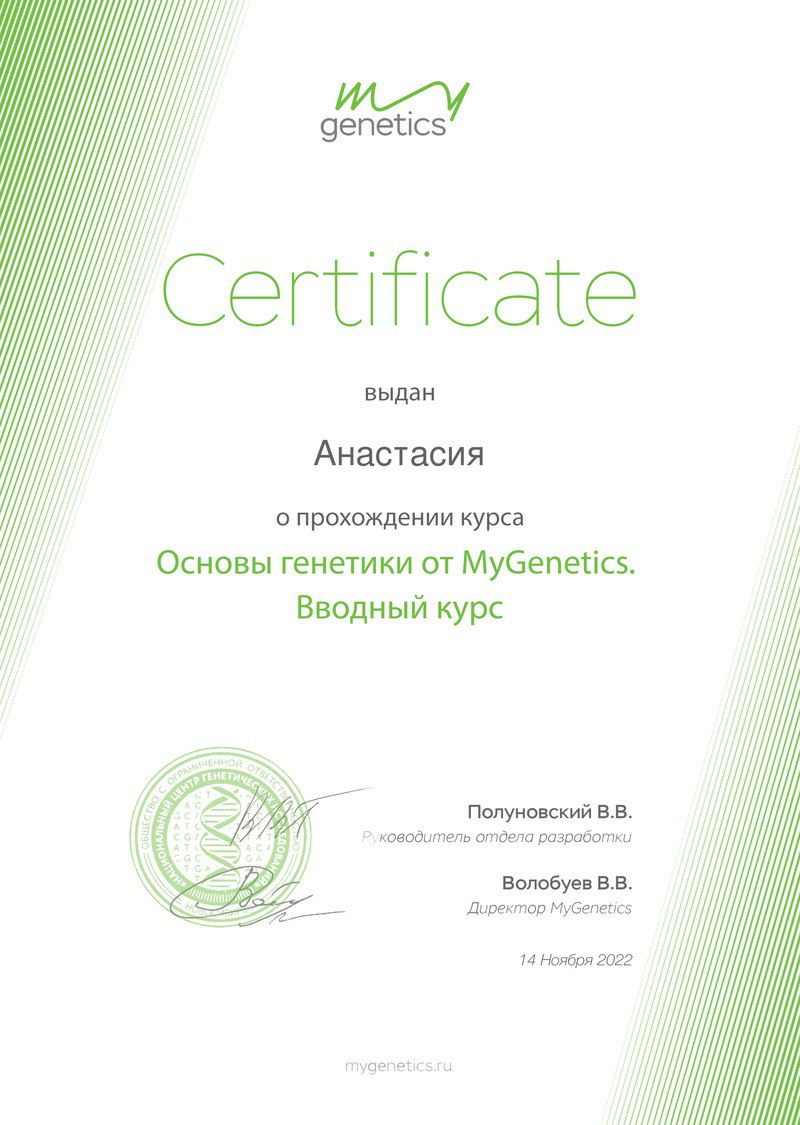 my
genetics
Certificate
выдан
Анастасия
о прохождении курса
Основы генетики от MyGenetics.
Вводный курс
ОБЩЕСТВО С ОГРАНИЧЕННОЙ ОТВЕТСТВЕННОСТЬЮ
«НАЦИОНАЛЬНЫЙ ЦЕНТР ГЕНЕТИЧЕСКИХ ИССЛЕДОВАНИЙ»
Полуновский В.В.
Руководитель отдела разработки
Волобуев В.В.
Директор MyGenetics
14 Ноября 2022
mygenetics.ru